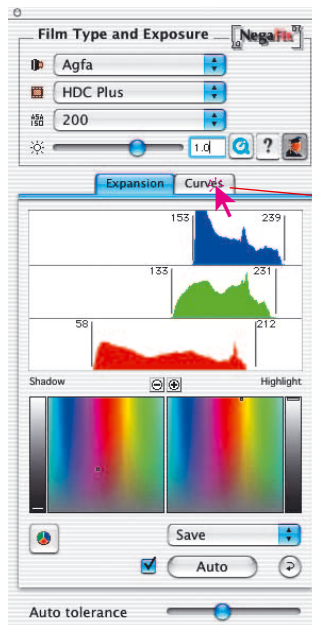 Film Type and Exposure
NegaFix
Agfa
HDC Plus
ISO 200
1.0 ?
Expansion Curves
153 239
133 231
58 212
Shadow Highlight
Save
Auto
Auto tolerance